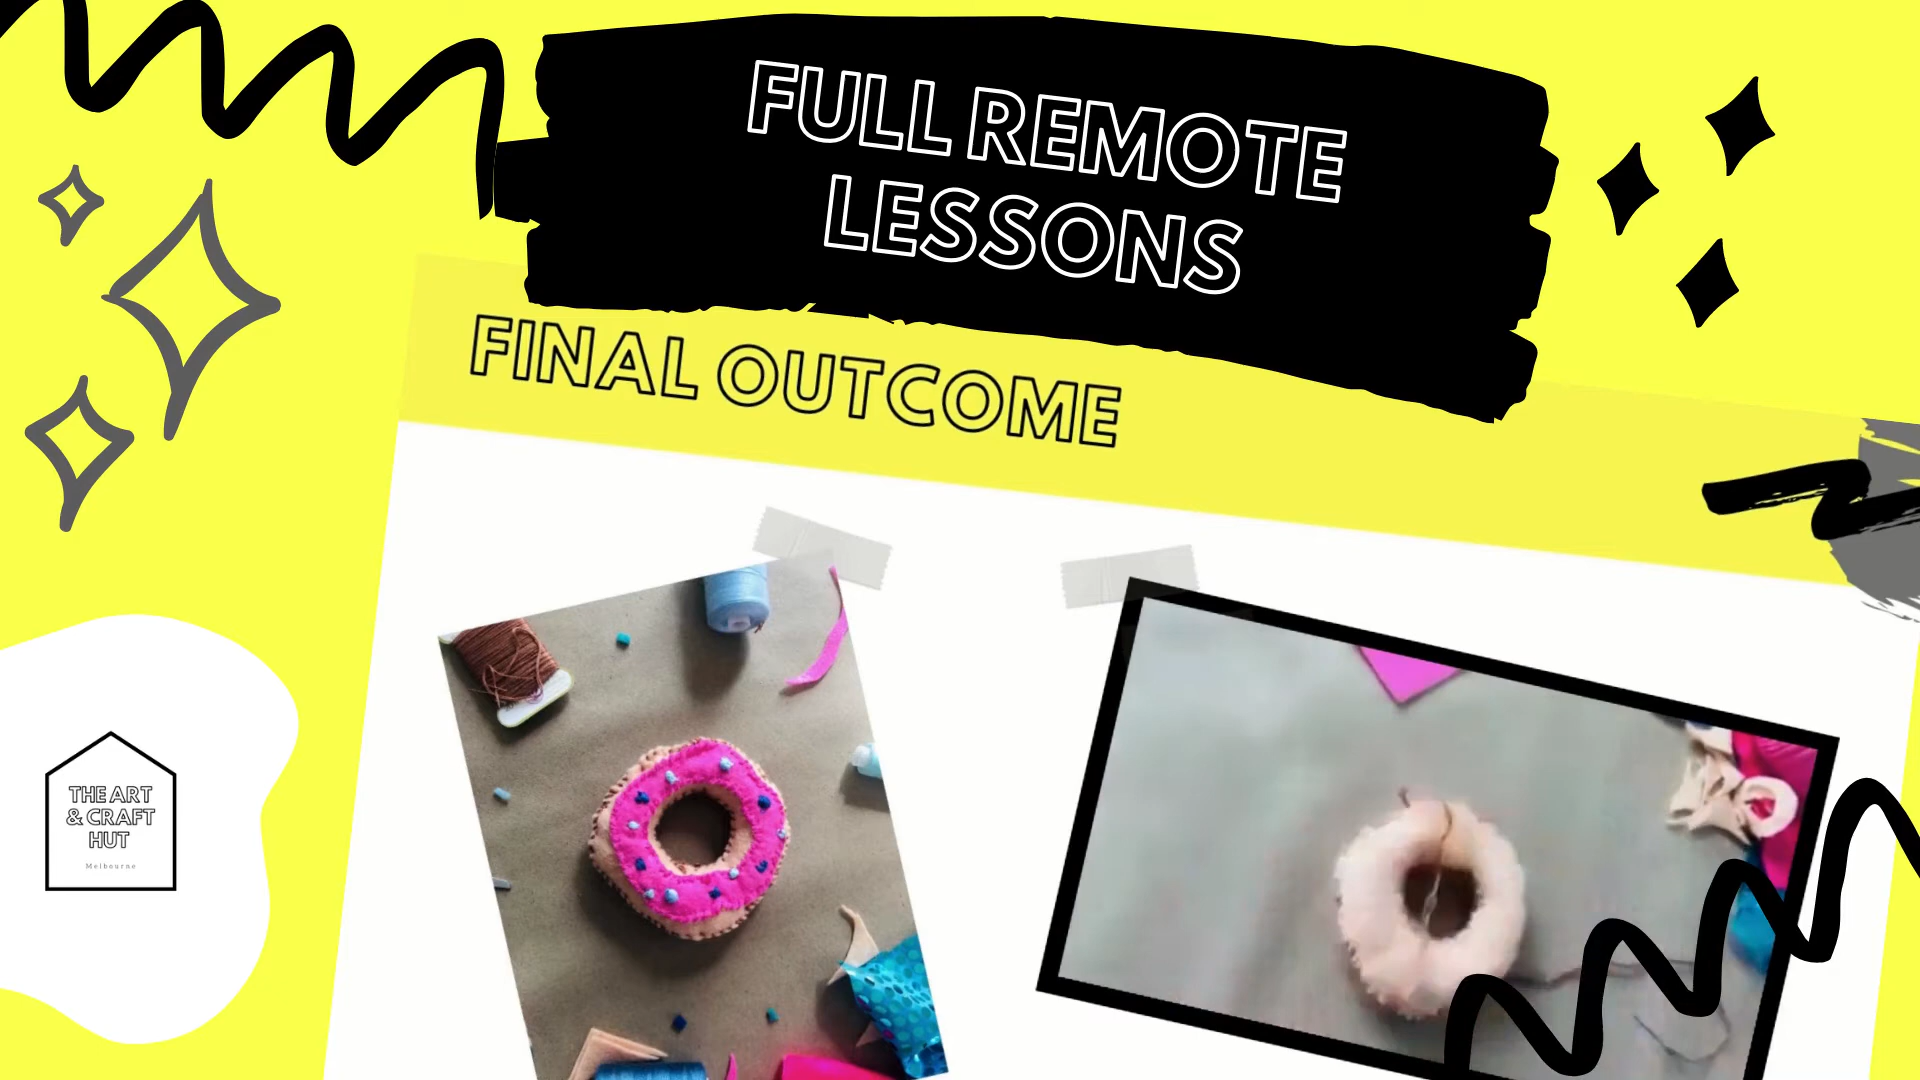 FULL REMOTE
LESSONS
FINAL OUTCOME
THE ART
& CRAFT
HUT
Melbourne